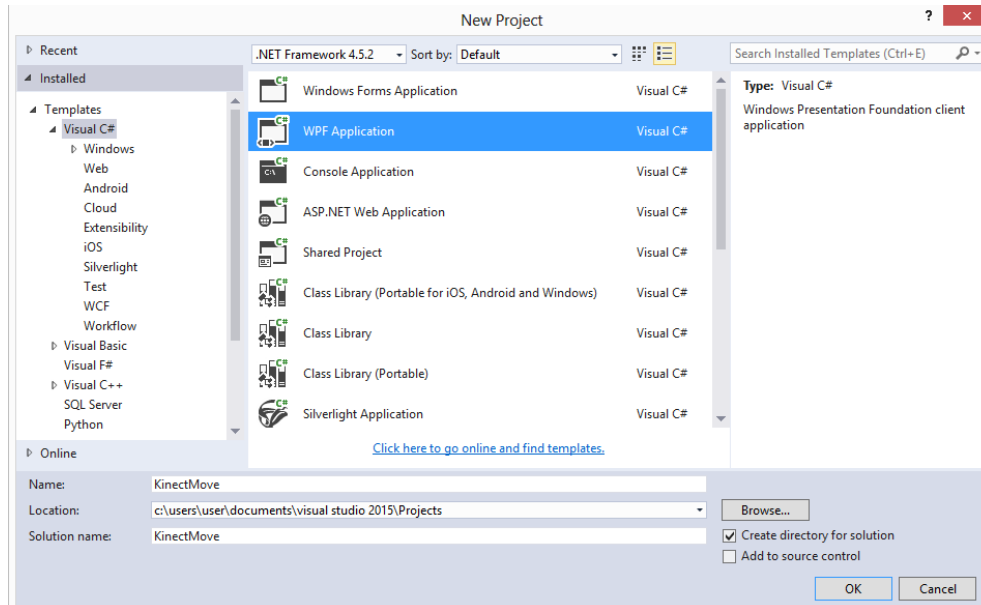 New Project
? ×
Recent
.NET Framework 4.5.2 Sort by: Default
Search Installed Templates (Ctrl+E)
Installed
Templates
Visual C#
Windows
Web
Android
Cloud
Extensibility
iOS
Silverlight
Test
WCF
Workflow
Visual Basic
Visual F#
Visual C++
SQL Server
Python
Online
Windows Forms Application Visual C#
WPF Application Visual C#
Console Application Visual C#
ASP.NET Web Application Visual C#
Shared Project Visual C#
Class Library (Portable for iOS, Android and Windows) Visual C#
Class Library Visual C#
Class Library (Portable) Visual C#
Silverlight Application Visual C#
Click here to go online and find templates.
Type: Visual C#
Windows Presentation Foundation client
application
Name: KinectMove
Location: c:\users\user\documents\visual studio 2015\Projects
Browse...
Solution name: KinectMove
Create directory for solution
Add to source control
OK Cancel